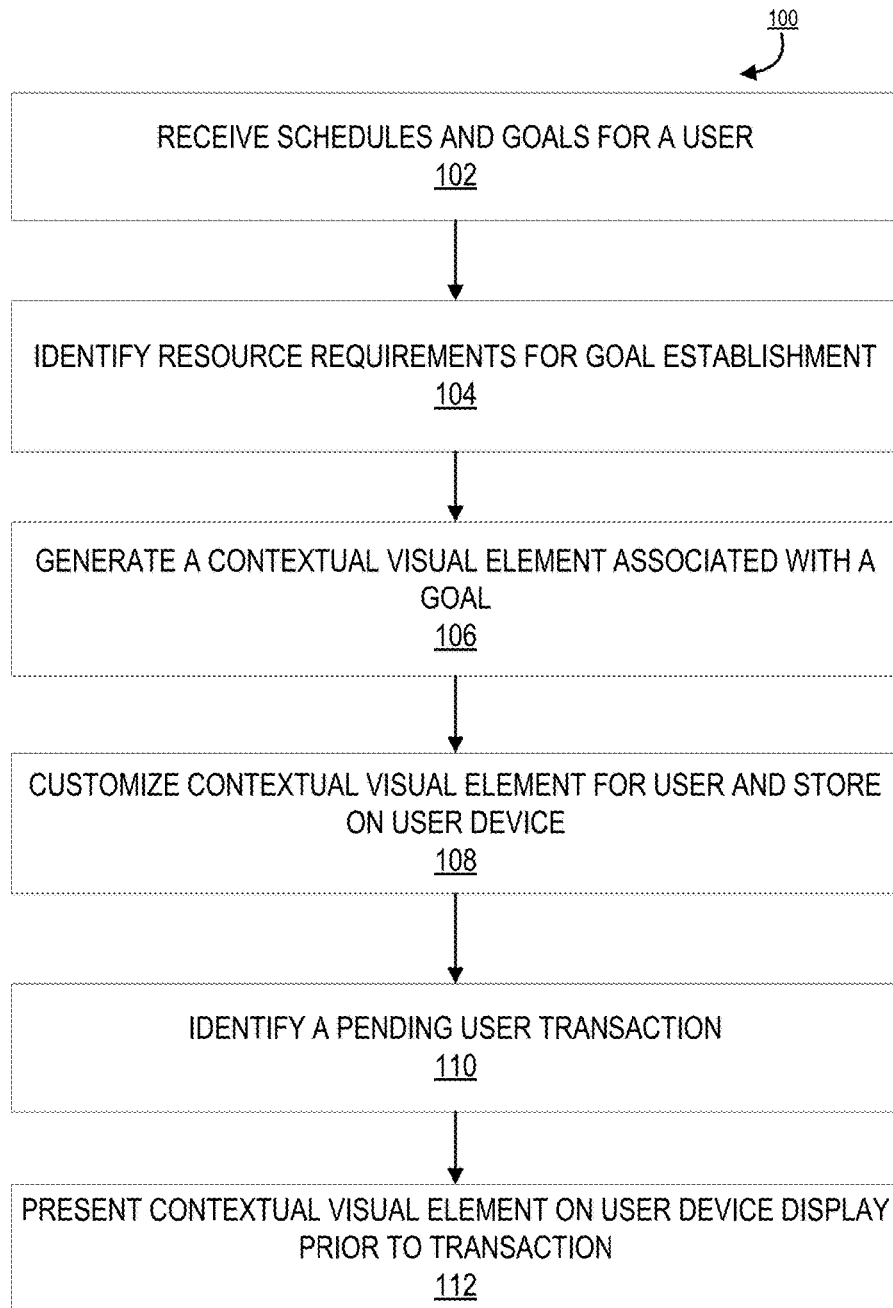 100
RECEIVE SCHEDULES AND GOALS FOR A USER
102
IDENTIFY RESOURCE REQUIREMENTS FOR GOAL ESTABLISHMENT
104
GENERATE A CONTEXTUAL VISUAL ELEMENT ASSOCIATED WITH A
GOAL
106
CUSTOMIZE CONTEXTUAL VISUAL ELEMENT FOR USER AND STORE
ON USER DEVICE
108
IDENTIFY A PENDING USER TRANSACTION
110
PRESENT CONTEXTUAL VISUAL ELEMENT ON USER DEVICE DISPLAY
PRIOR TO TRANSACTION
112